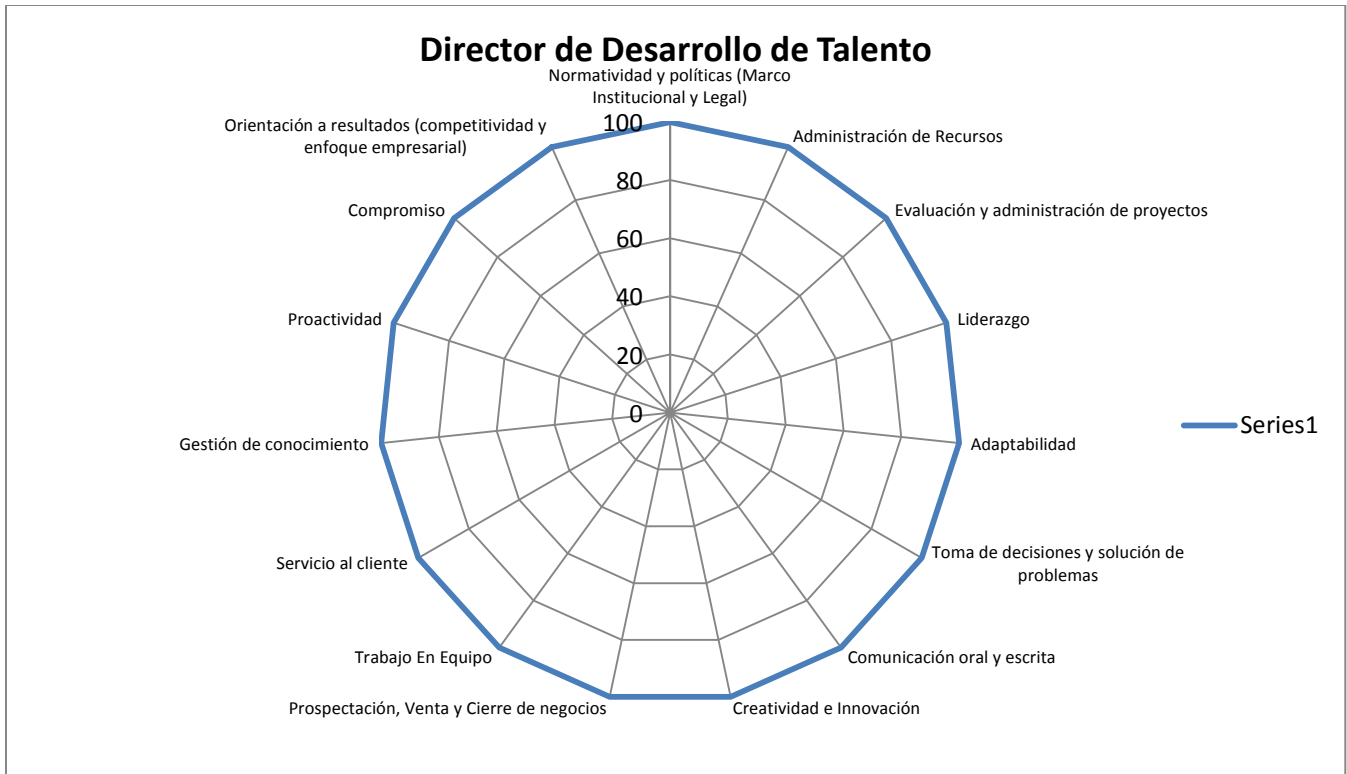 Director de Desarrollo de Talento
Normatividad y políticas (Marco
Institucional y Legal)
Orientación a resultados (competitividad y
enfoque empresarial)
Administración de Recursos
Compromiso
Evaluación y administración de proyectos
Proactividad
Liderazgo
Gestión de conocimiento
Adaptabilidad
Servicio al cliente
Toma de decisiones y solución de
problemas
Trabajo En Equipo
Comunicación oral y escrita
Prospectación, Venta y Cierre de negocios
Creatividad e Innovación
100
80
60
40
20
0
Series1